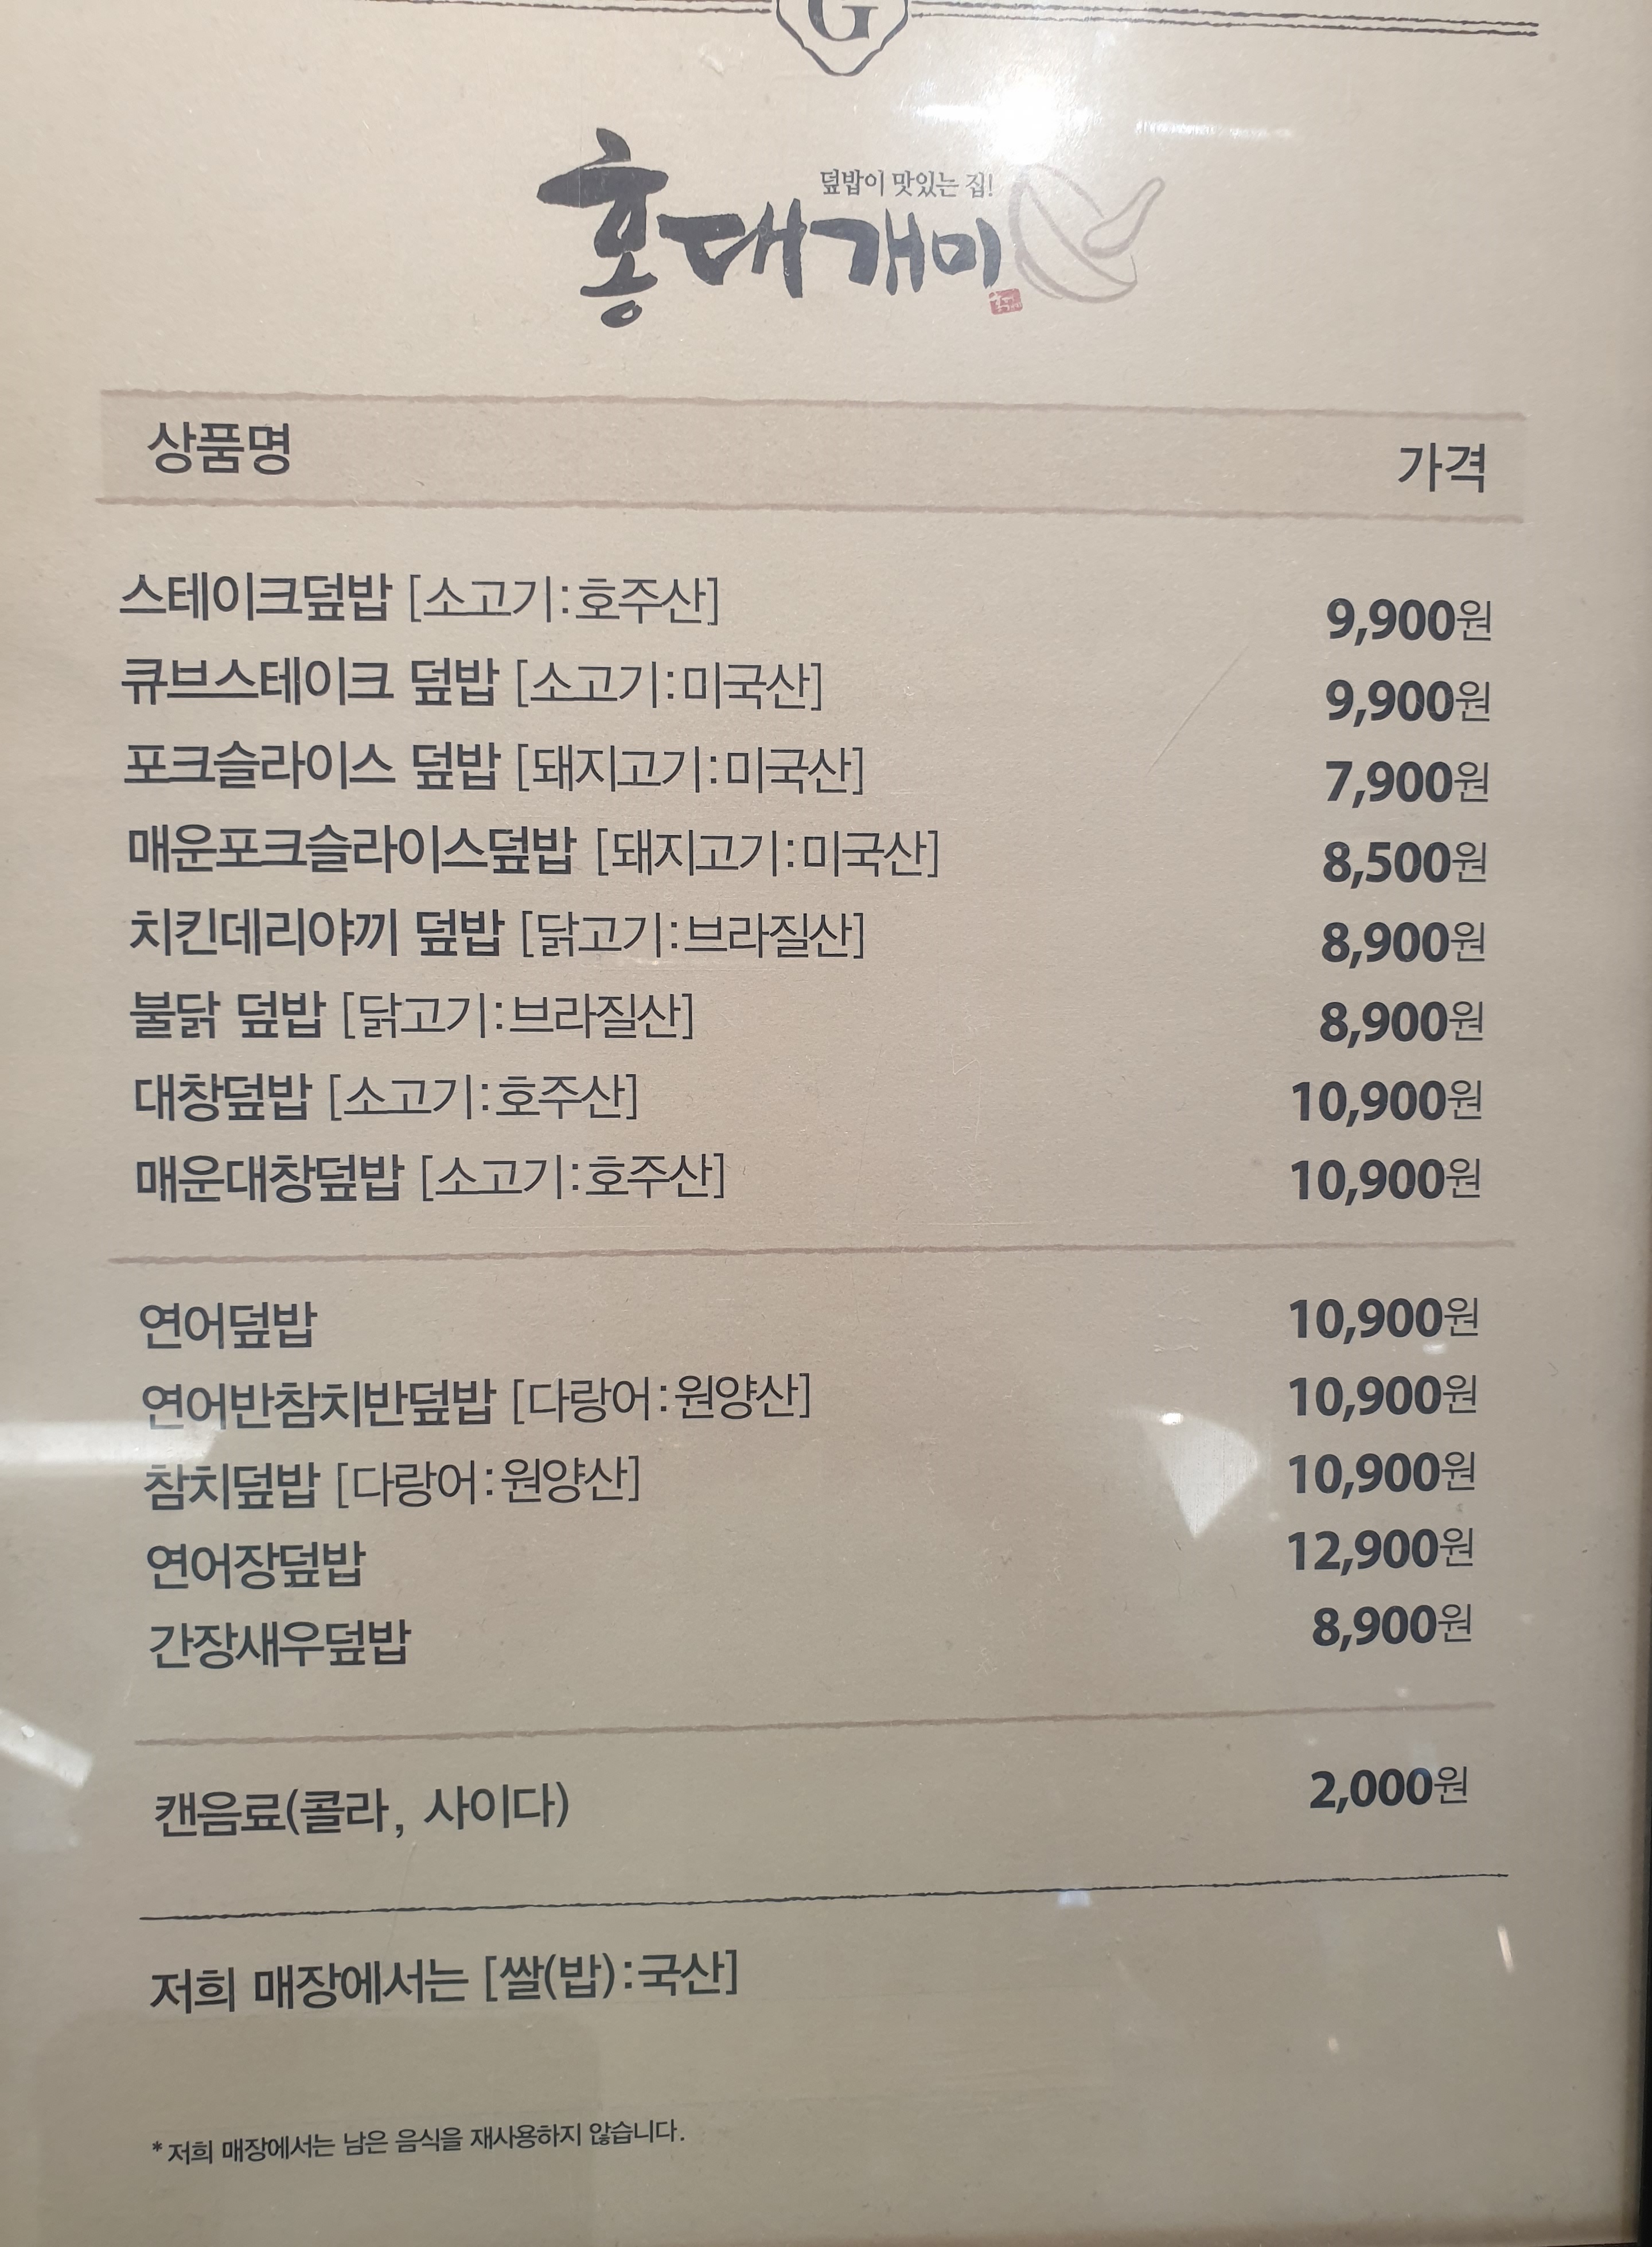 G
덮밥이 맛있는 집!
홍대개미
상품명 가격
스테이크덮밥 [소고기:호주산] 9,900원
큐브스테이크 덮밥 [소고기:미국산] 9,900원
포크슬라이스 덮밥 [돼지고기:미국산] 7,900원
매운포크슬라이스덮밥 [돼지고기:미국산] 8,500원
치킨데리야끼 덮밥 [닭고기:브라질산] 8,900원
불닭 덮밥 [닭고기:브라질산] 8,900원
대창덮밥 [소고기:호주산] 10,900원
매운대창덮밥 [소고기:호주산] 10,900원
연어덮밥 10,900원
연어반참치반덮밥 [다랑어:원양산] 10,900원
참치덮밥 [다랑어:원양산] 10,900원
연어장덮밥 12,900원
간장새우덮밥 8,900원
캔음료(콜라, 사이다) 2,000원
저희 매장에서는 [쌀(밥):국산]
*저희 매장에서는 남은 음식을 재사용하지 않습니다.